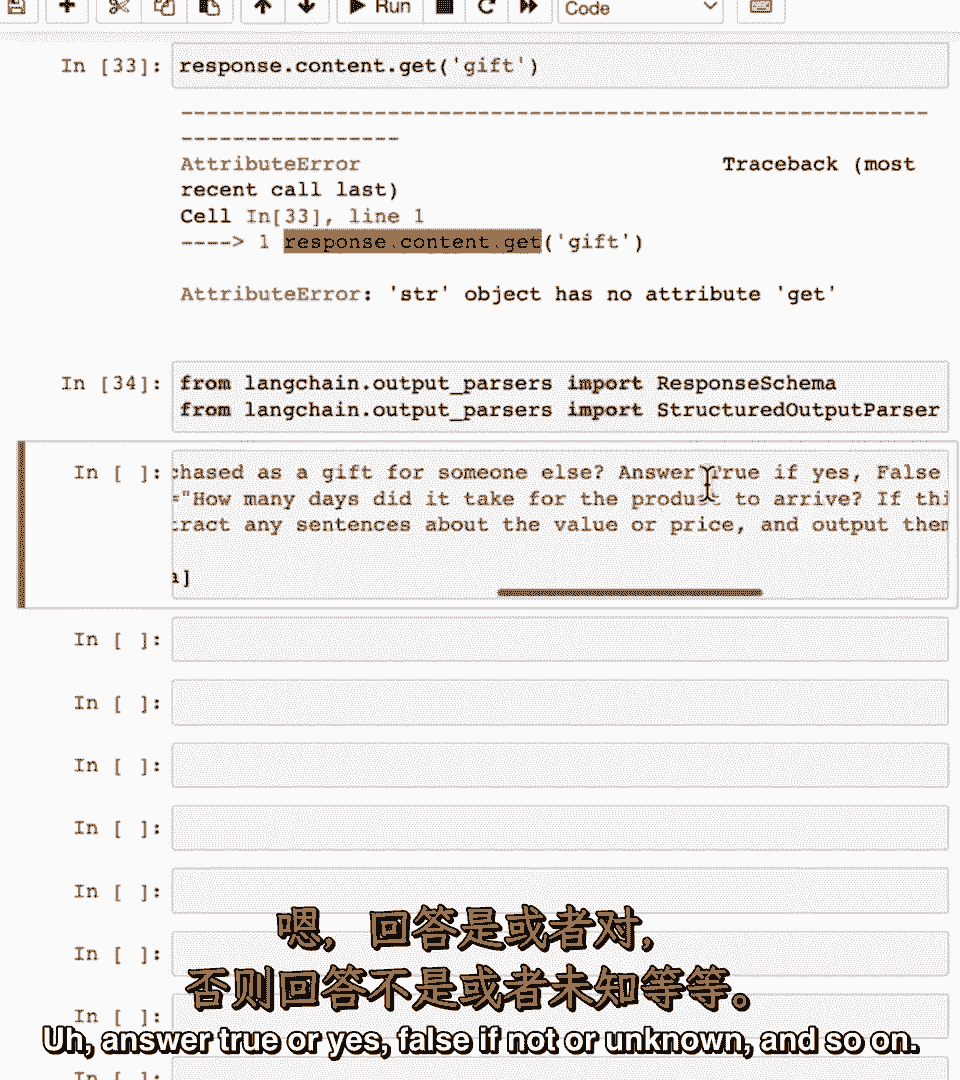 Run
Code
In [33]: response.content.get('gift')
----------------------------------------------------------
-----------------
AttributeError Traceback (most
recent call last)
Cell In[33], line 1
----> 1 response.content.get('gift')
AttributeError: 'str' object has no attribute 'get'
In [34]: from langchain.output_parsers import ResponseSchema
from langchain.output_parsers import StructuredOutputParser
In [ ]: chased as a gift for someone else? Answer True if yes, False
="How many days did it take for the product to arrive? If thi
tract any sentences about the value or price, and output them
a]
In [ ]:
In [ ]:
In [ ]:
In [ ]:
In [ ]:
In [ ]:
In [ ]:
In [ ]:
嗯，回答是或者对，
否则回答不是或者未知等等。
Uh, answer true or yes, false if not or unknown, and so on.